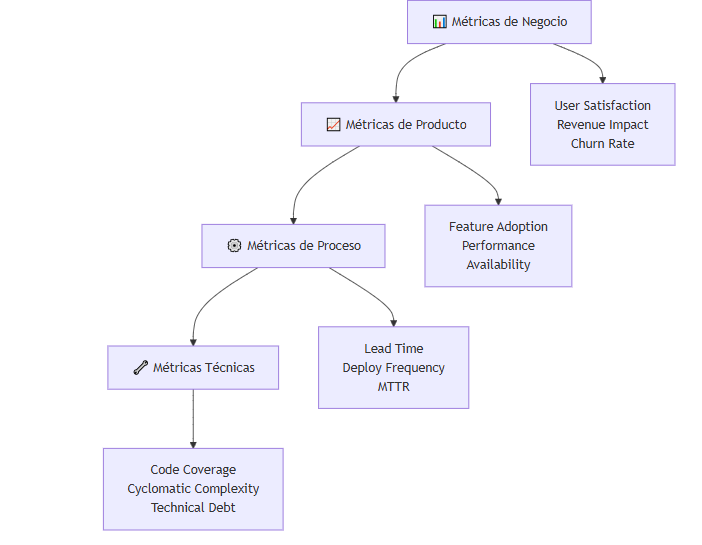 📊 Métricas de Negocio
User Satisfaction
Revenue Impact
Churn Rate
📈 Métricas de Producto
Feature Adoption
Performance
Availability
⚙️ Métricas de Proceso
Lead Time
Deploy Frequency
MTTR
🔧 Métricas Técnicas
Code Coverage
Cyclomatic Complexity
Technical Debt